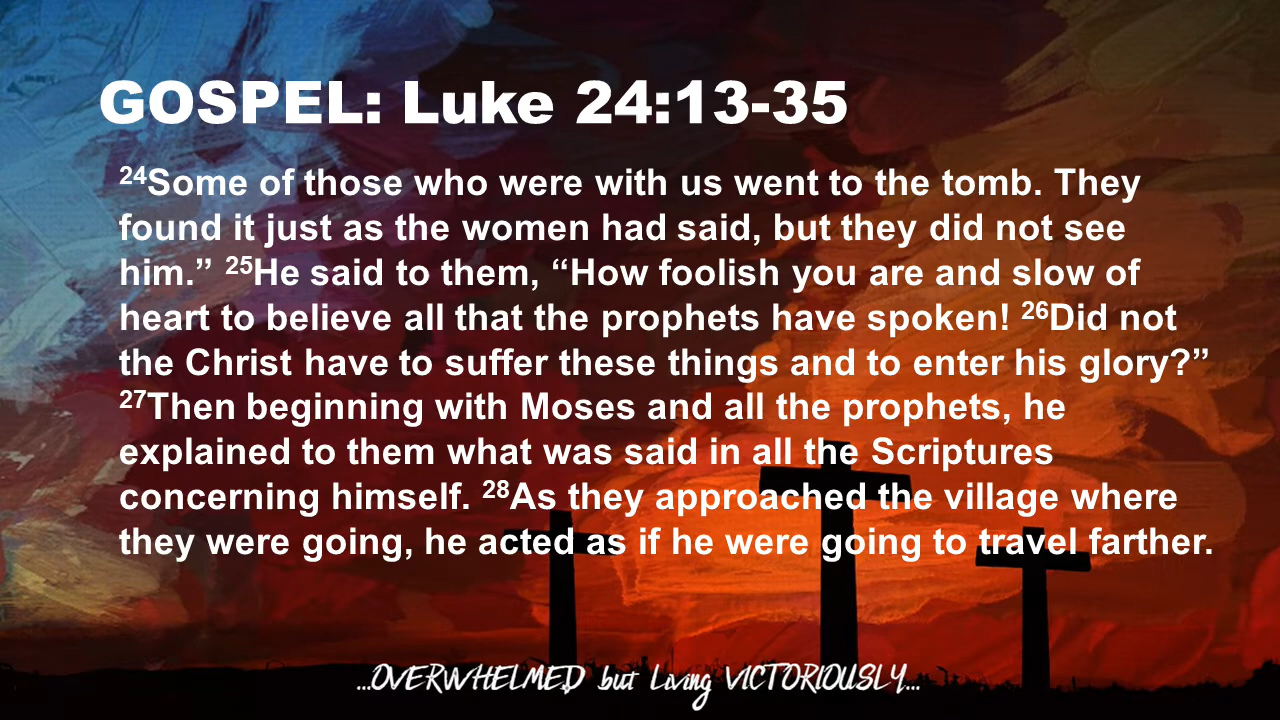 GOSPEL: Luke 24:13-35
²⁴Some of those who were with us went to the tomb. They
found it just as the women had said, but they did not see
him.” ²⁵He said to them, “How foolish you are and slow of
heart to believe all that the prophets have spoken! ²⁶Did not
the Christ have to suffer these things and to enter his glory?”
²⁷Then beginning with Moses and all the prophets, he
explained to them what was said in all the Scriptures
concerning himself. ²⁸As they approached the village where
they were going, he acted as if he were going to travel farther.
...OVERWHELMED but Living VICTORIOUSLY...